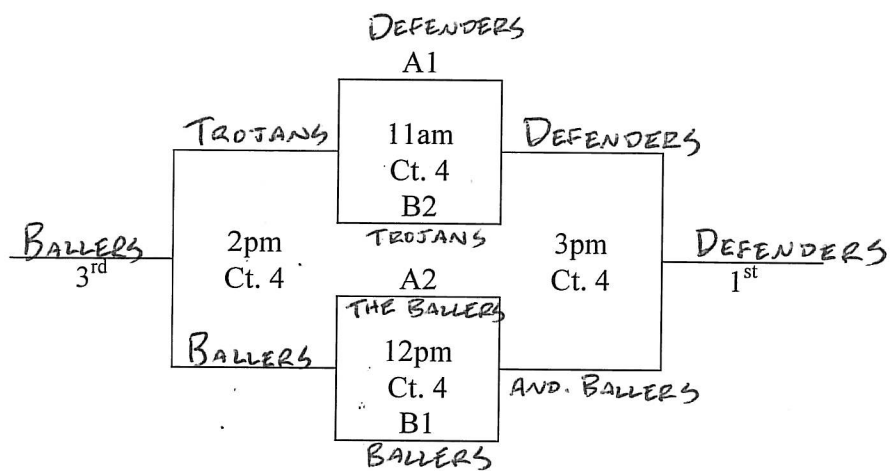 DEFENDERS
A1
TROJANS
11am
DEFENDERS
Ct. 4
B2
TROJANS
BALLERS
3rd
2pm
Ct. 4
3pm
Ct. 4
DEFENDERS
1st
A2
THE BALLERS
BALLERS
12pm
Ct. 4
AND. BALLERS
B1
BALLERS